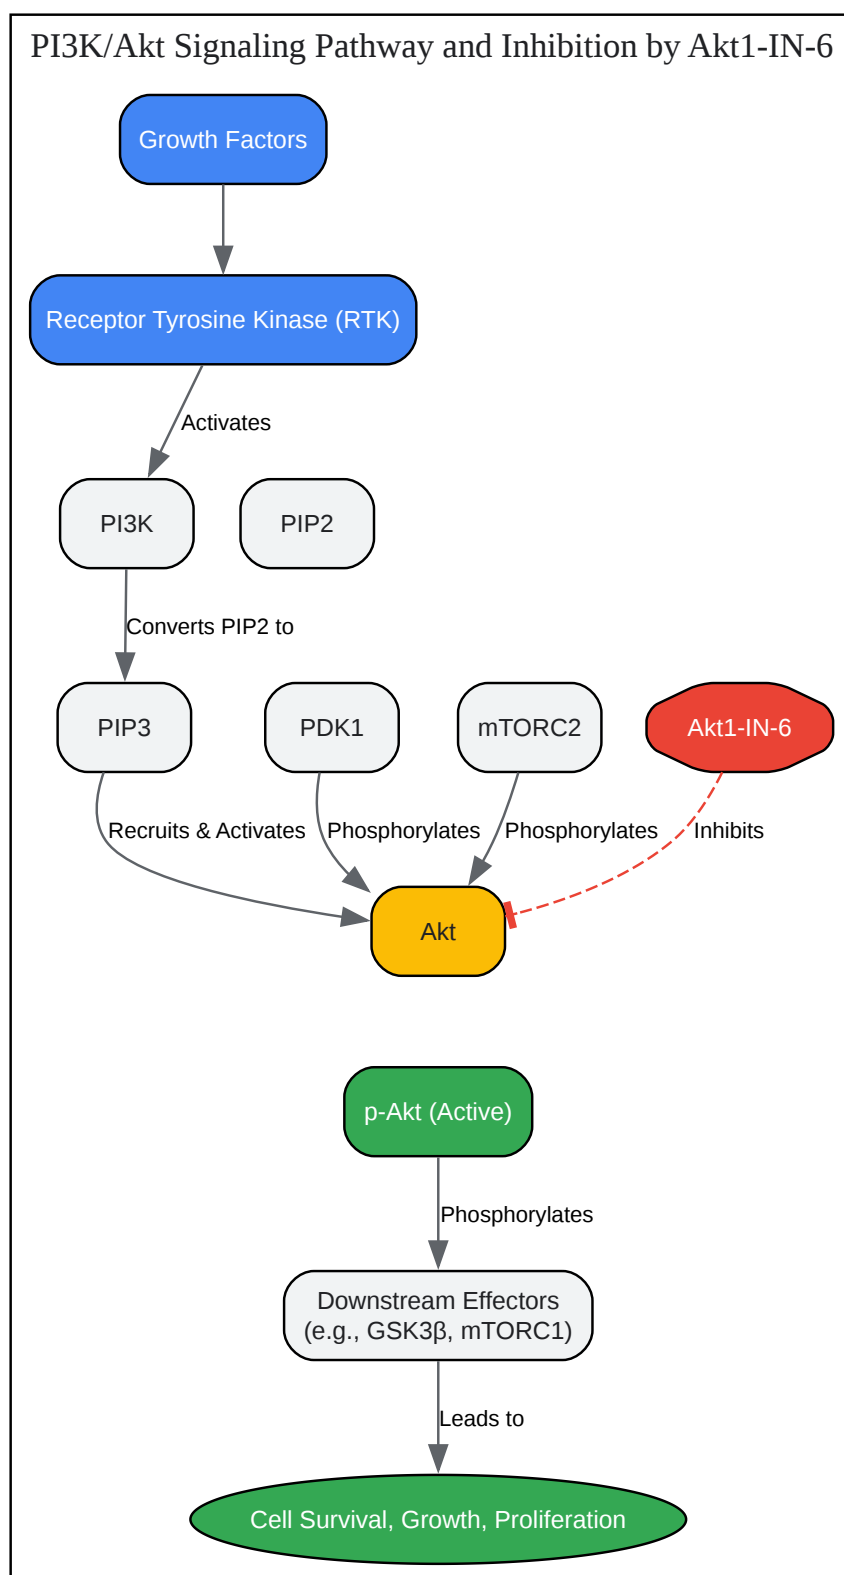 PI3K/Akt Signaling Pathway and Inhibition by Akt1-IN-6
Growth Factors
Receptor Tyrosine Kinase (RTK)
Activates
PI3K
PIP2
Converts PIP2 to
PIP3
PDK1
mTORC2
Akt1-IN-6
Recruits & Activates
Phosphorylates
Phosphorylates
Inhibits
Akt
p-Akt (Active)
Phosphorylates
Downstream Effectors
(e.g., GSK3β, mTORC1)
Leads to
Cell Survival, Growth, Proliferation